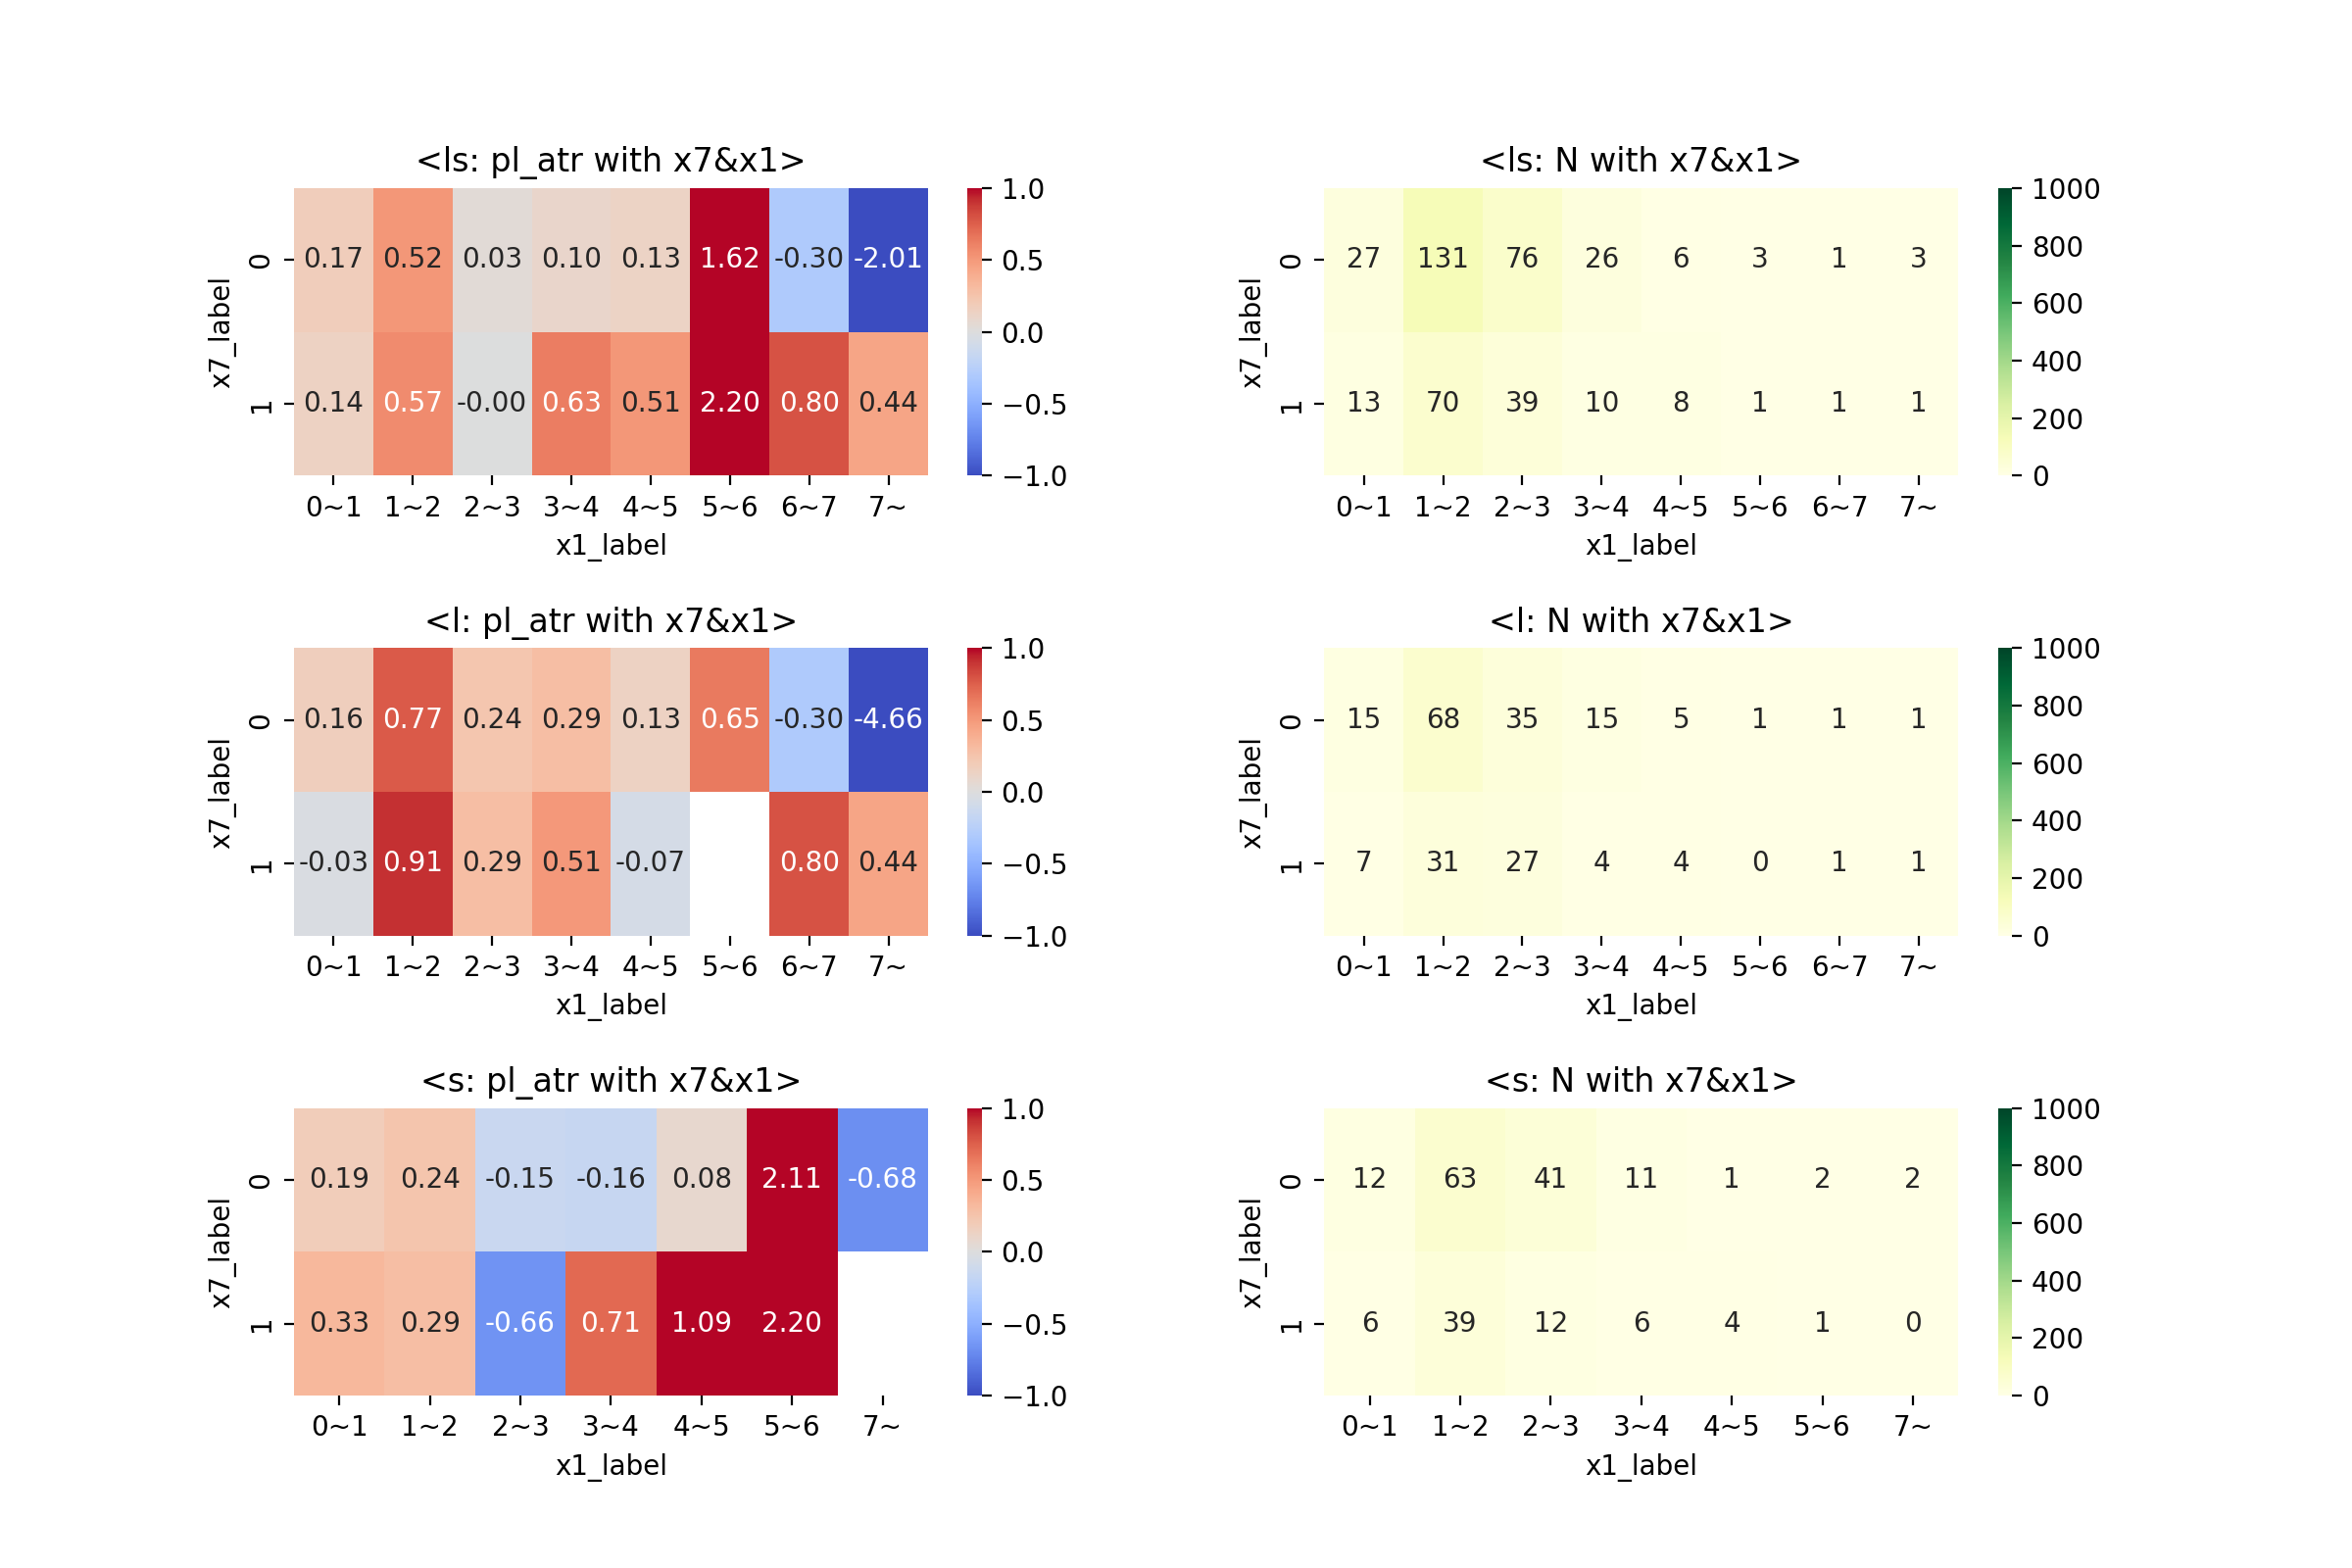 <ls: pl_atr with x7&x1>
x7_label
0
0.17 0.52 0.03 0.10 0.13 1.62 -0.30 -2.01
1
0.14 0.57 -0.00 0.63 0.51 2.20 0.80 0.44
0~1 1~2 2~3 3~4 4~5 5~6 6~7 7~
x1_label
1.0
0.5
0.0
−0.5
−1.0
<ls: N with x7&x1>
x7_label
0
27 131 76 26 6 3 1 3
1
13 70 39 10 8 1 1 1
0~1 1~2 2~3 3~4 4~5 5~6 6~7 7~
x1_label
1000
800
600
400
200
0
<l: pl_atr with x7&x1>
x7_label
0
0.16 0.77 0.24 0.29 0.13 0.65 -0.30 -4.66
1
-0.03 0.91 0.29 0.51 -0.07 0.80 0.44
0~1 1~2 2~3 3~4 4~5 5~6 6~7 7~
x1_label
1.0
0.5
0.0
−0.5
−1.0
<l: N with x7&x1>
x7_label
0
15 68 35 15 5 1 1 1
1
7 31 27 4 4 0 1 1
0~1 1~2 2~3 3~4 4~5 5~6 6~7 7~
x1_label
1000
800
600
400
200
0
<s: pl_atr with x7&x1>
x7_label
0
0.19 0.24 -0.15 -0.16 0.08 2.11 -0.68
1
0.33 0.29 -0.66 0.71 1.09 2.20
0~1 1~2 2~3 3~4 4~5 5~6 7~
x1_label
1.0
0.5
0.0
−0.5
−1.0
<s: N with x7&x1>
x7_label
0
12 63 41 11 1 2 2
1
6 39 12 6 4 1 0
0~1 1~2 2~3 3~4 4~5 5~6 7~
x1_label
1000
800
600
400
200
0